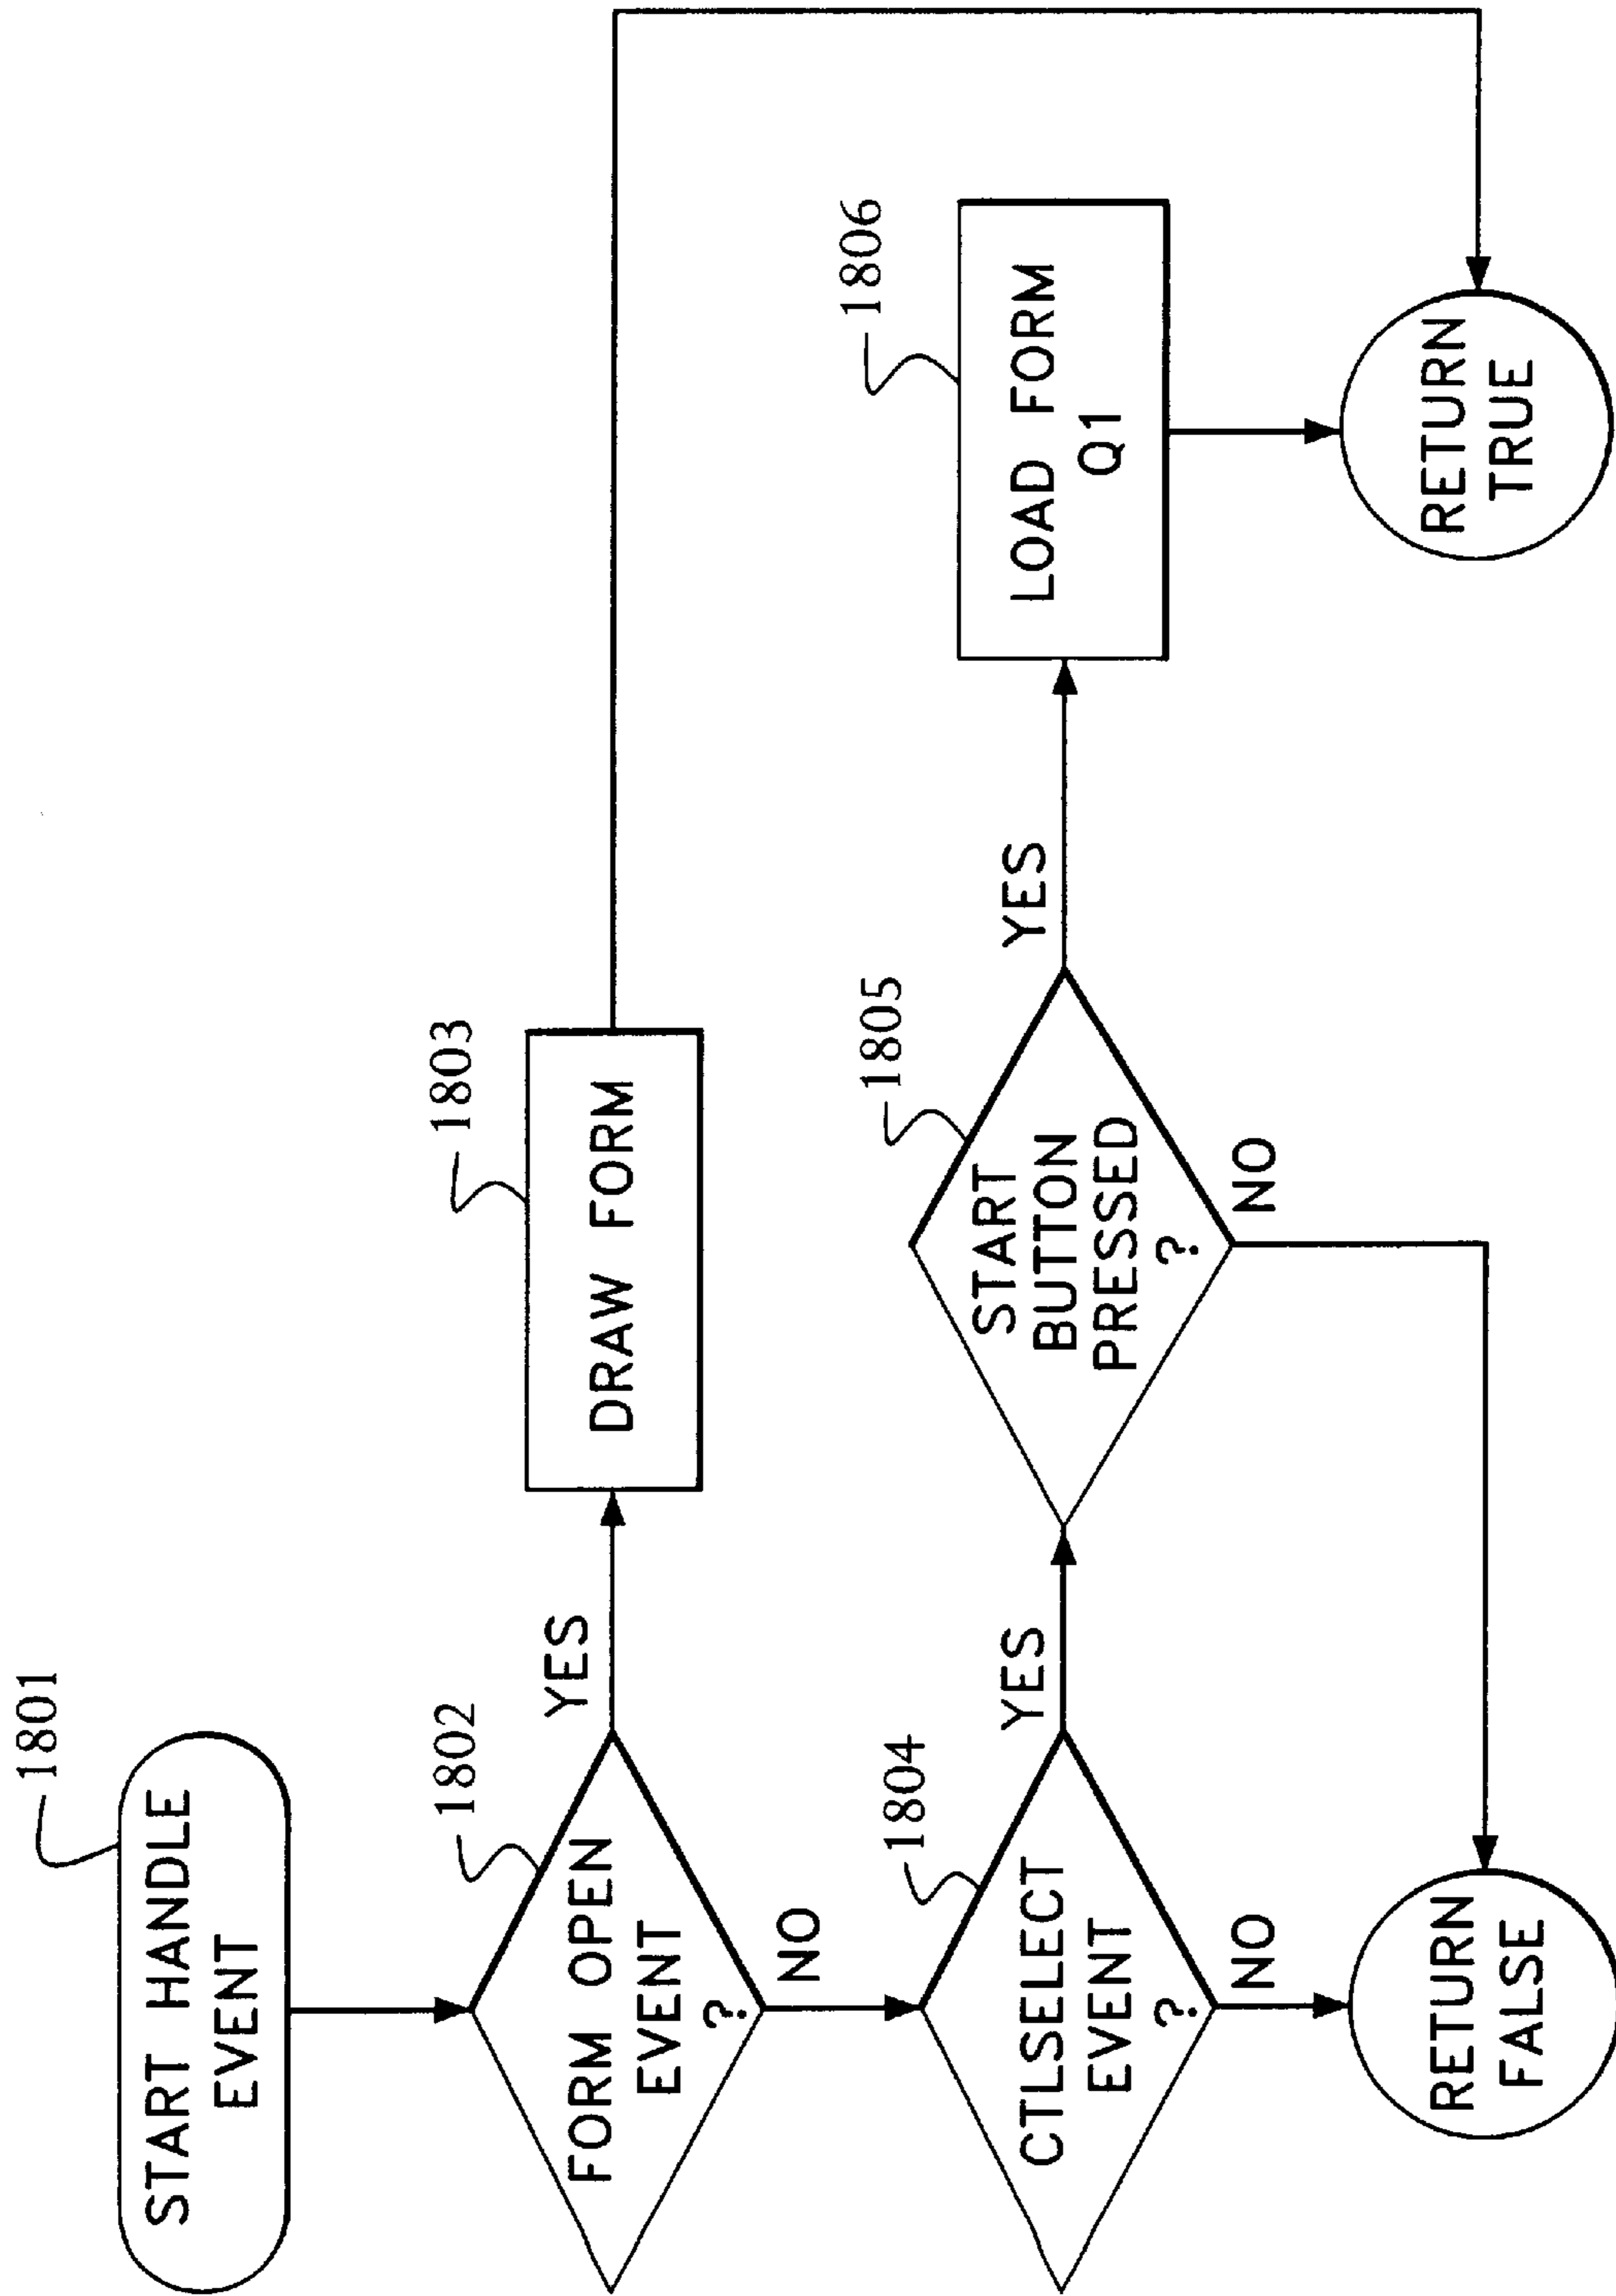 1801
START HANDLE
EVENT
1802
FORM OPEN
EVENT
?
YES
NO
1803
DRAW FORM
1804
CTLSELECT
EVENT
?
YES
NO
1805
START
BUTTON
PRESSED
?
YES
NO
1806
LOAD FORM
Q1
RETURN
FALSE
RETURN
TRUE